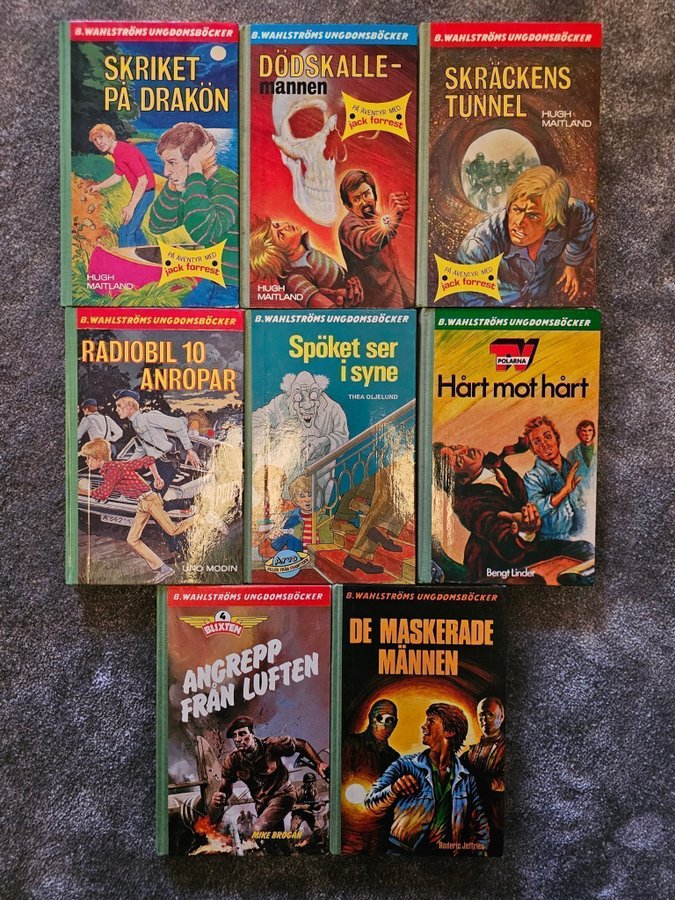 B.WAHLSTRÖMS UNGDOMSBÖCKER
SKRIKET
PÅ DRAKÖN
HUGH
MAITLAND
PÅ ÄVENTYR MED
jack forrest
B.WAHLSTRÖMS UNGDOMSBÖCKER
DÖDSKALLE-
mannen
PÅ ÄVENTYR MED
jack forrest
HUGH
MAITLAND
B.WAHLSTRÖMS UNGDOMSBÖCKER
SKRÄCKENS
TUNNEL
HUGH
MAITLAND
PÅ ÄVENTYR MED
jack forrest
B.WAHLSTRÖMS UNGDOMSBÖCKER
RADIOBIL 10
ANROPAR
UNO MODIN
B.WAHLSTRÖMS UNGDOMSBÖCKER
Spöket ser
i syne
THEA OLJELUND
B.WAHLSTRÖMS UNGDOMSBÖCKER
TV
POLARNA
Hårt mot hårt
Bengt Linder
B.WAHLSTRÖMS UNGDOMSBÖCKER
4
BLIXTEN
ANGREPP
FRÅN LUFTEN
MIKE BROGAN
B.WAHLSTRÖMS UNGDOMSBÖCKER
DE MASKERADE
MÄNNEN
Roderic Jeffries